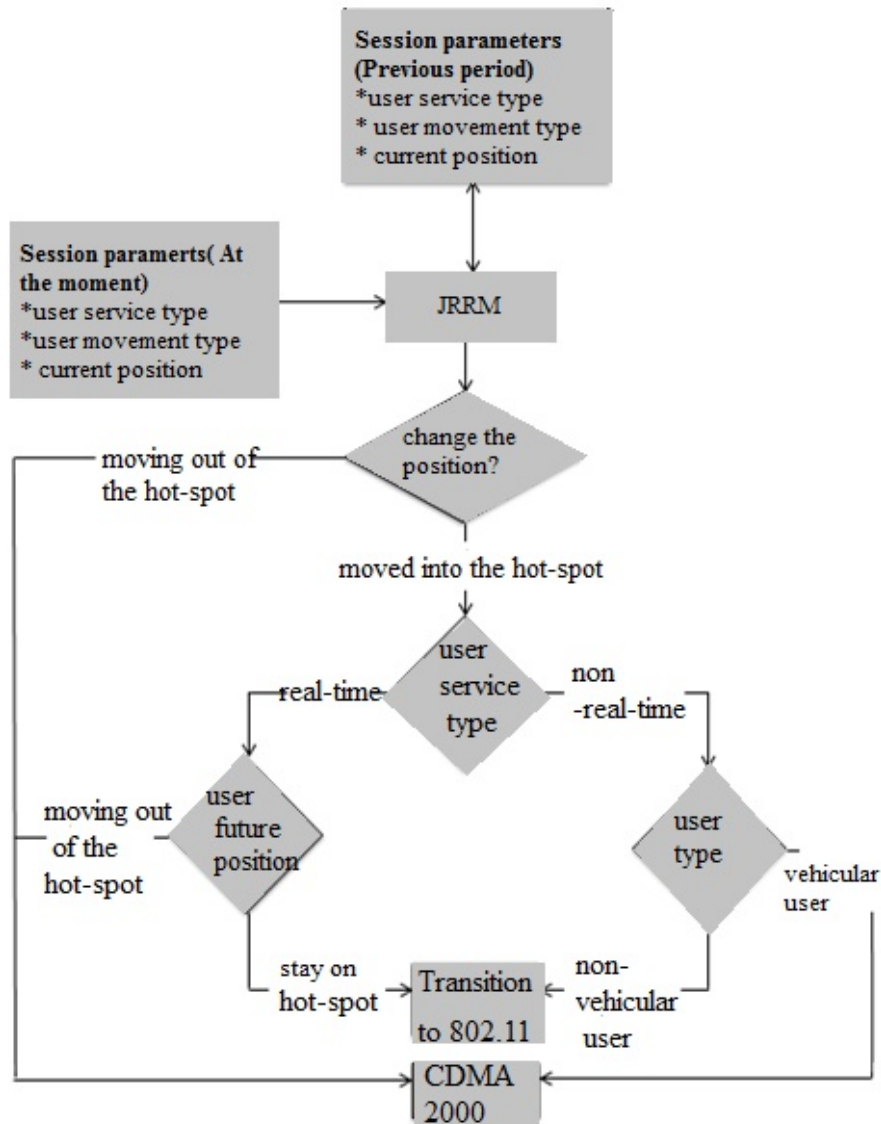 Session parameters
(Previous period)
*user service type
* user movement type
* current position
Session paramerts( At
the moment)
*user service type
*user movement type
* current position
JRRM
change the
position?
moving out of
the hot-spot
moved into the hot-spot
user
service
type
real-time
non
-real-time
user
future
position
moving out
of the
hot-spot
user
type
vehicular
user
stay on
hot-spot
Transition
to 802.11
non-
vehicular
user
CDMA
2000